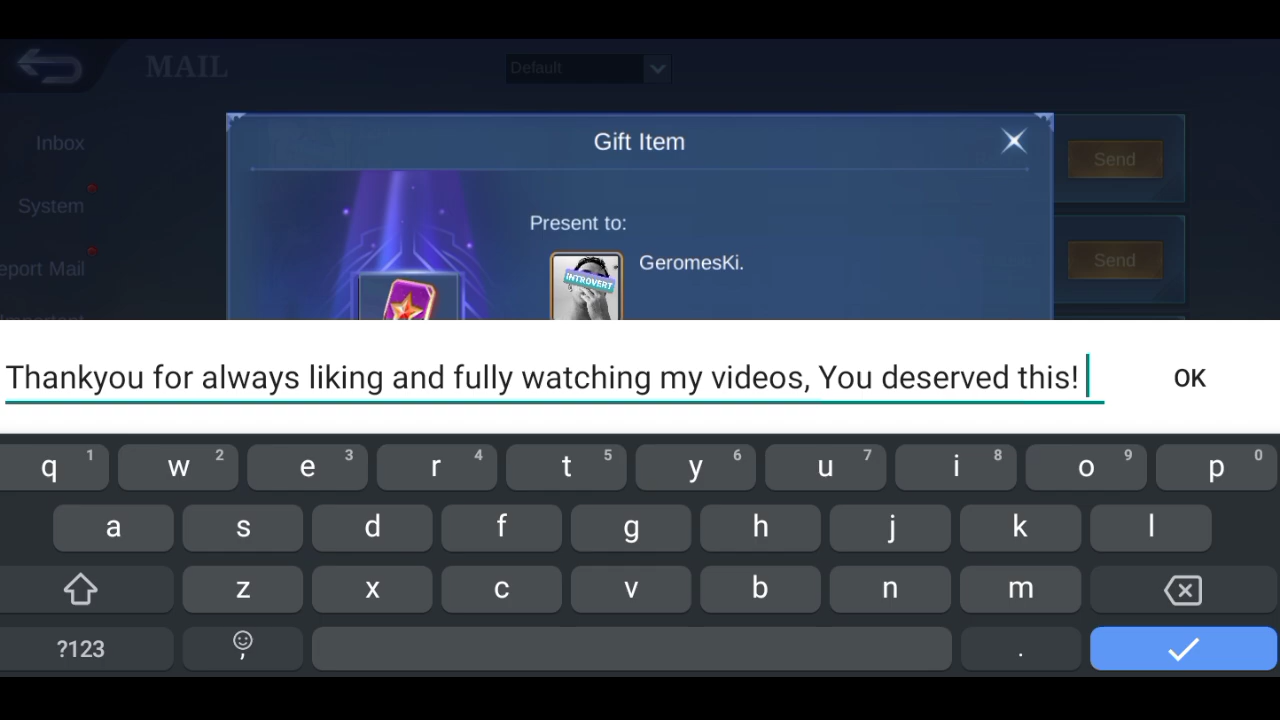 MAIL
Default
Gift Item
Inbox
Send
System
Present to:
GeromesKi.
INTROVERT
Send
eport Mail
Important
Thankyou for always liking and fully watching my videos, You deserved this!
OK
q 1 w 2 e 3 r 4 t 5 y 6 u 7 i 8 o 9 p 0
a s d f g h j k l
z x c v b n m
?123 , .